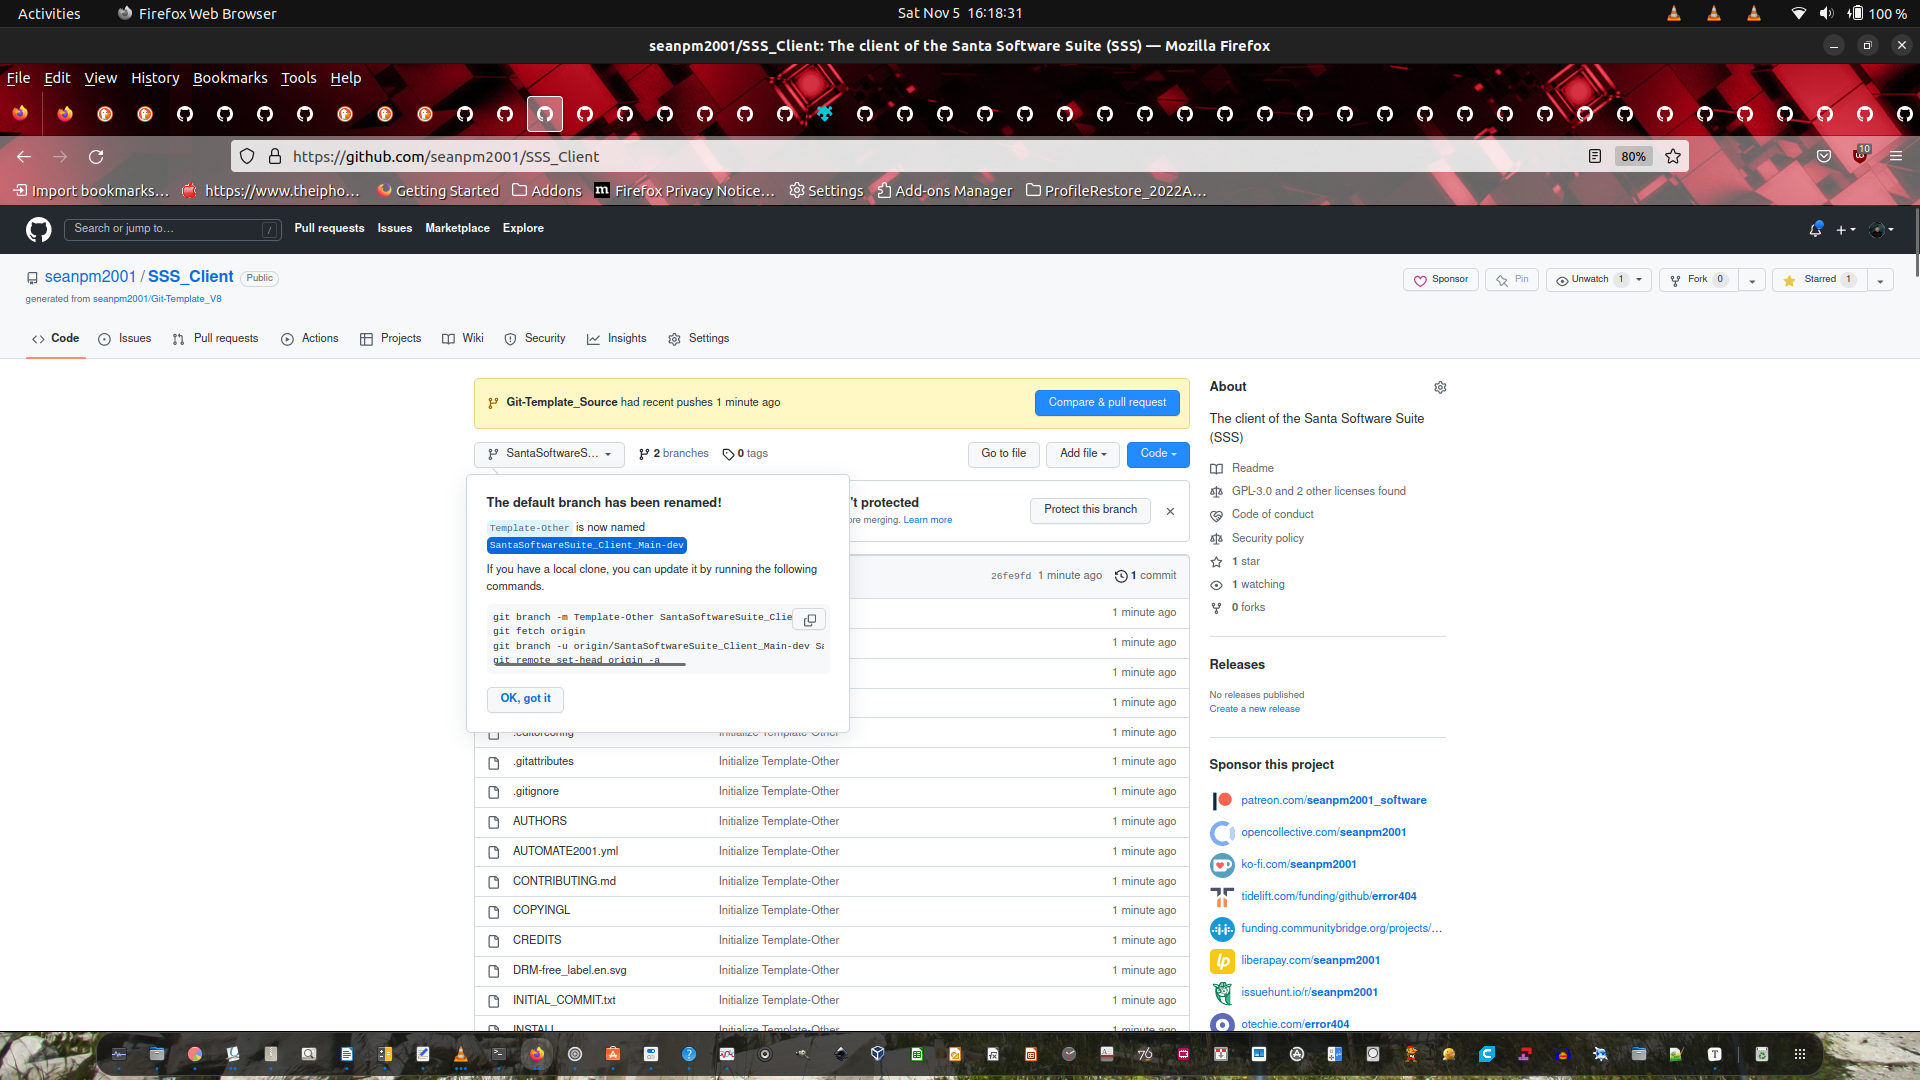 Activities
Firefox Web Browser
Sat Nov 5 16:18:31
100 %
seanpm2001/SSS_Client: The client of the Santa Software Suite (SSS) — Mozilla Firefox
File Edit View History Bookmarks Tools Help
https://github.com/seanpm2001/SSS_Client
80%
10
Import bookmarks…
https://www.theipho…
Getting Started
Addons
Firefox Privacy Notice…
Settings
Add-ons Manager
ProfileRestore_2022A…
Search or jump to…
/
Pull requests Issues Marketplace Explore
seanpm2001 / SSS_Client Public
generated from seanpm2001/Git-Template_V8
Sponsor
Pin
Unwatch 1
Fork 0
Starred 1
Code
Issues
Pull requests
Actions
Projects
Wiki
Security
Insights
Settings
Git-Template_Source had recent pushes 1 minute ago
Compare & pull request
SantaSoftwareS…
2 branches
0 tags
Go to file
Add file
Code
The default branch has been renamed!
Template-Other is now named
SantaSoftwareSuite_Client_Main-dev
If you have a local clone, you can update it by running the following
commands.
git branch -m Template-Other SantaSoftwareSuite_Clie
git fetch origin
git branch -u origin/SantaSoftwareSuite_Client_Main-dev Sa
git remote set-head origin -a
OK, got it
't protected
ore merging. Learn more
Protect this branch
26fe9fd 1 minute ago 1 commit
1 minute ago
1 minute ago
1 minute ago
1 minute ago
.editorconfig Initialize Template-Other 1 minute ago
.gitattributes Initialize Template-Other 1 minute ago
.gitignore Initialize Template-Other 1 minute ago
AUTHORS Initialize Template-Other 1 minute ago
AUTOMATE2001.yml Initialize Template-Other 1 minute ago
CONTRIBUTING.md Initialize Template-Other 1 minute ago
COPYINGL Initialize Template-Other 1 minute ago
CREDITS Initialize Template-Other 1 minute ago
DRM-free_label.en.svg Initialize Template-Other 1 minute ago
INITIAL_COMMIT.txt Initialize Template-Other 1 minute ago
INSTALL Initialize Template-Other 1 minute ago
About
The client of the Santa Software Suite
(SSS)
Readme
GPL-3.0 and 2 other licenses found
Code of conduct
Security policy
1 star
1 watching
0 forks
Releases
No releases published
Create a new release
Sponsor this project
patreon.com/seanpm2001_software
opencollective.com/seanpm2001
ko-fi.com/seanpm2001
tidelift.com/funding/github/error404
funding.communitybridge.org/projects/…
liberapay.com/seanpm2001
issuehunt.io/r/seanpm2001
otechie.com/error404